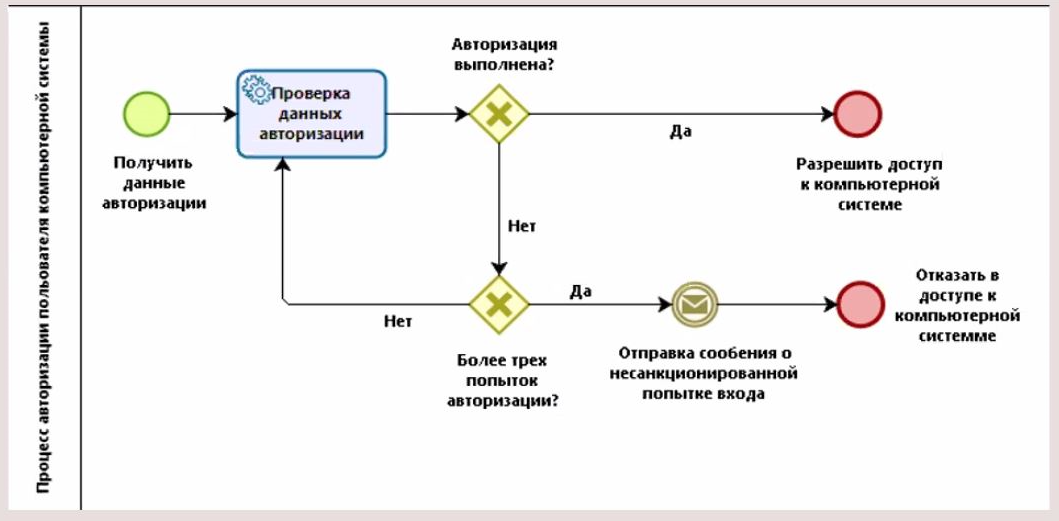 Процесс авторизации пользователя компьютерной системы
Получить
данные
авторизации
Проверка
данных
авторизации
Авторизация
выполнена?
Да
Разрешить доступ
к компьютерной
системе
Нет
Нет
Более трех
попыток
авторизации?
Да
Отправка сообения о
несанкционированной
попытке входа
Отказать в
доступе к
компьютерной
системме